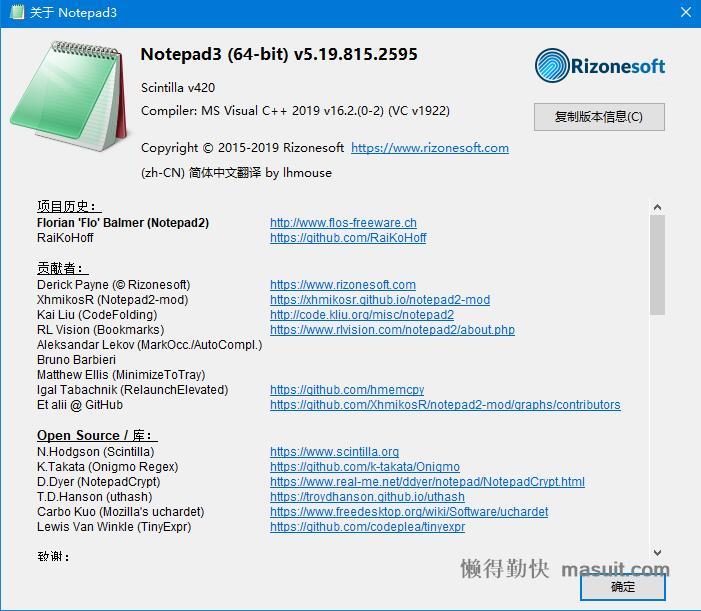 关于 Notepad3
Notepad3 (64-bit) v5.19.815.2595
Rizonesoft
Scintilla v420
Compiler: MS Visual C++ 2019 v16.2.(0-2) (VC v1922)
复制版本信息(C)
Copyright © 2015-2019 Rizonesoft https://www.rizonesoft.com
(zh-CN) 简体中文翻译 by lhmouse
项目历史：
Florian 'Flo' Balmer (Notepad2) http://www.flos-freeware.ch
RaiKoHoff https://github.com/RaiKoHoff
贡献者：
Derick Payne (© Rizonesoft) https://www.rizonesoft.com
XhmikosR (Notepad2-mod) https://xhmikosr.github.io/notepad2-mod
Kai Liu (CodeFolding) http://code.kliu.org/misc/notepad2
RL Vision (Bookmarks) https://www.rlvision.com/notepad2/about.php
Aleksandar Lekov (MarkOcc./AutoCompl.)
Bruno Barbieri
Matthew Ellis (MinimizeToTray)
Igal Tabachnik (RelaunchElevated) https://github.com/hmemcpy
Et alii @ GitHub https://github.com/XhmikosR/notepad2-mod/graphs/contributors
Open Source / 库：
N.Hodgson (Scintilla) https://www.scintilla.org
K.Takata (Onigmo Regex) https://github.com/k-takata/Onigmo
D.Dyer (NotepadCrypt) https://www.real-me.net/ddyer/notepad/NotepadCrypt.html
T.D.Hanson (uthash) https://troydhanson.github.io/uthash
Carbo Kuo (Mozilla's uchardet) https://www.freedesktop.org/wiki/Software/uchardet
Lewis Van Winkle (TinyExpr) https://github.com/codeplea/tinyexpr
致谢：
懒得勤快 masuit.com
确定